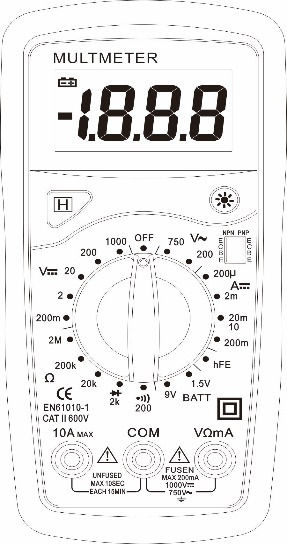 MULTMETER
-1.8.8.8
H
OFF
1000
750
V~
200
200
NPN PNP
E E
B B
C C
E E
V⎓
20
200µ
A⎓
2
2m
200m
20m
10
2M
200m
200k
hFE
Ω
20k
2k
200
9V
1.5V
BATT
CE
EN61010-1
CAT II 600V
10A MAX
COM
VΩmA
UNFUSED
MAX 10SEC
EACH 15MIN
FUSEN
MAX 200mA
1000V⎓
750V~